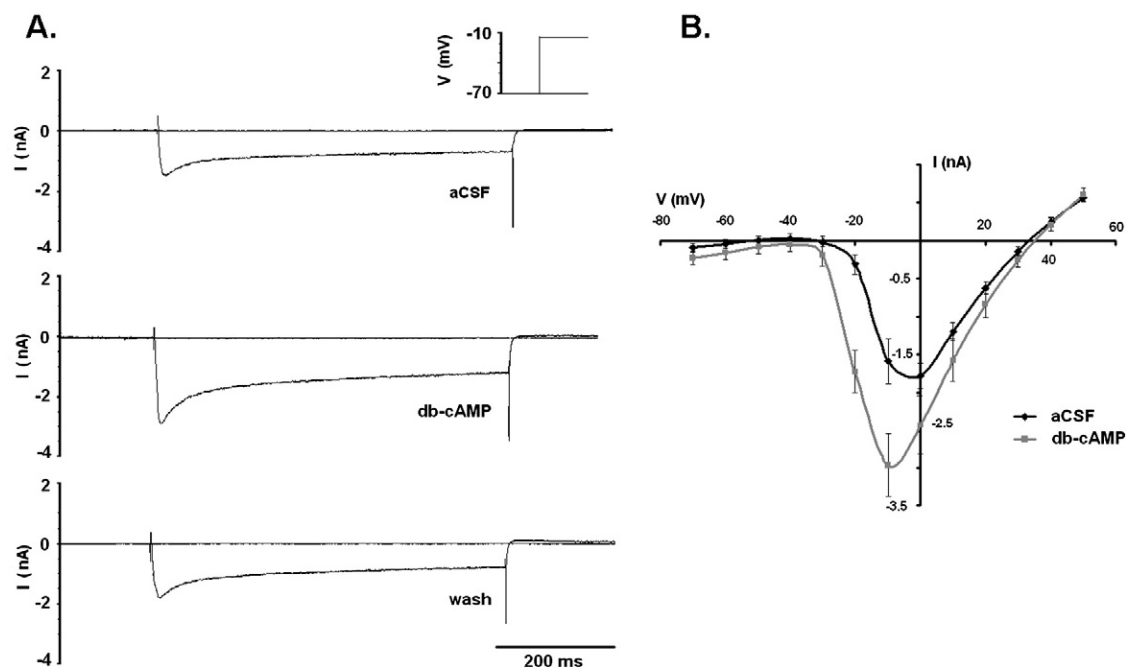 A.
-10
V (mV)
-70
2
0
-2
-4
I (nA)
aCSF
2
0
-2
-4
I (nA)
db-cAMP
2
0
-2
-4
I (nA)
wash
200 ms
B.
I (nA)
V (mV)
-80
-60
-40
-20
20
40
60
-0.5
-1.5
-2.5
-3.5
aCSF
db-cAMP